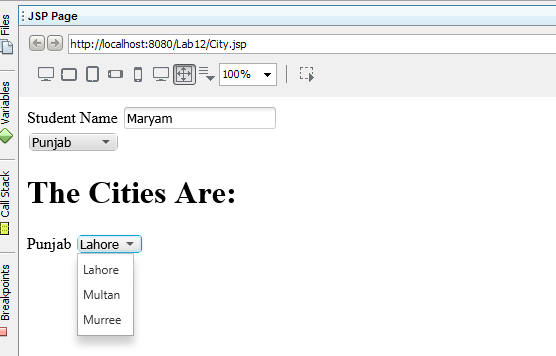 JSP Page
http://localhost:8080/Lab12/City.jsp
100%
Files
Variables
Call Stack
Breakpoints
Student Name Maryam
Punjab
The Cities Are:
Punjab Lahore
Lahore
Multan
Murree